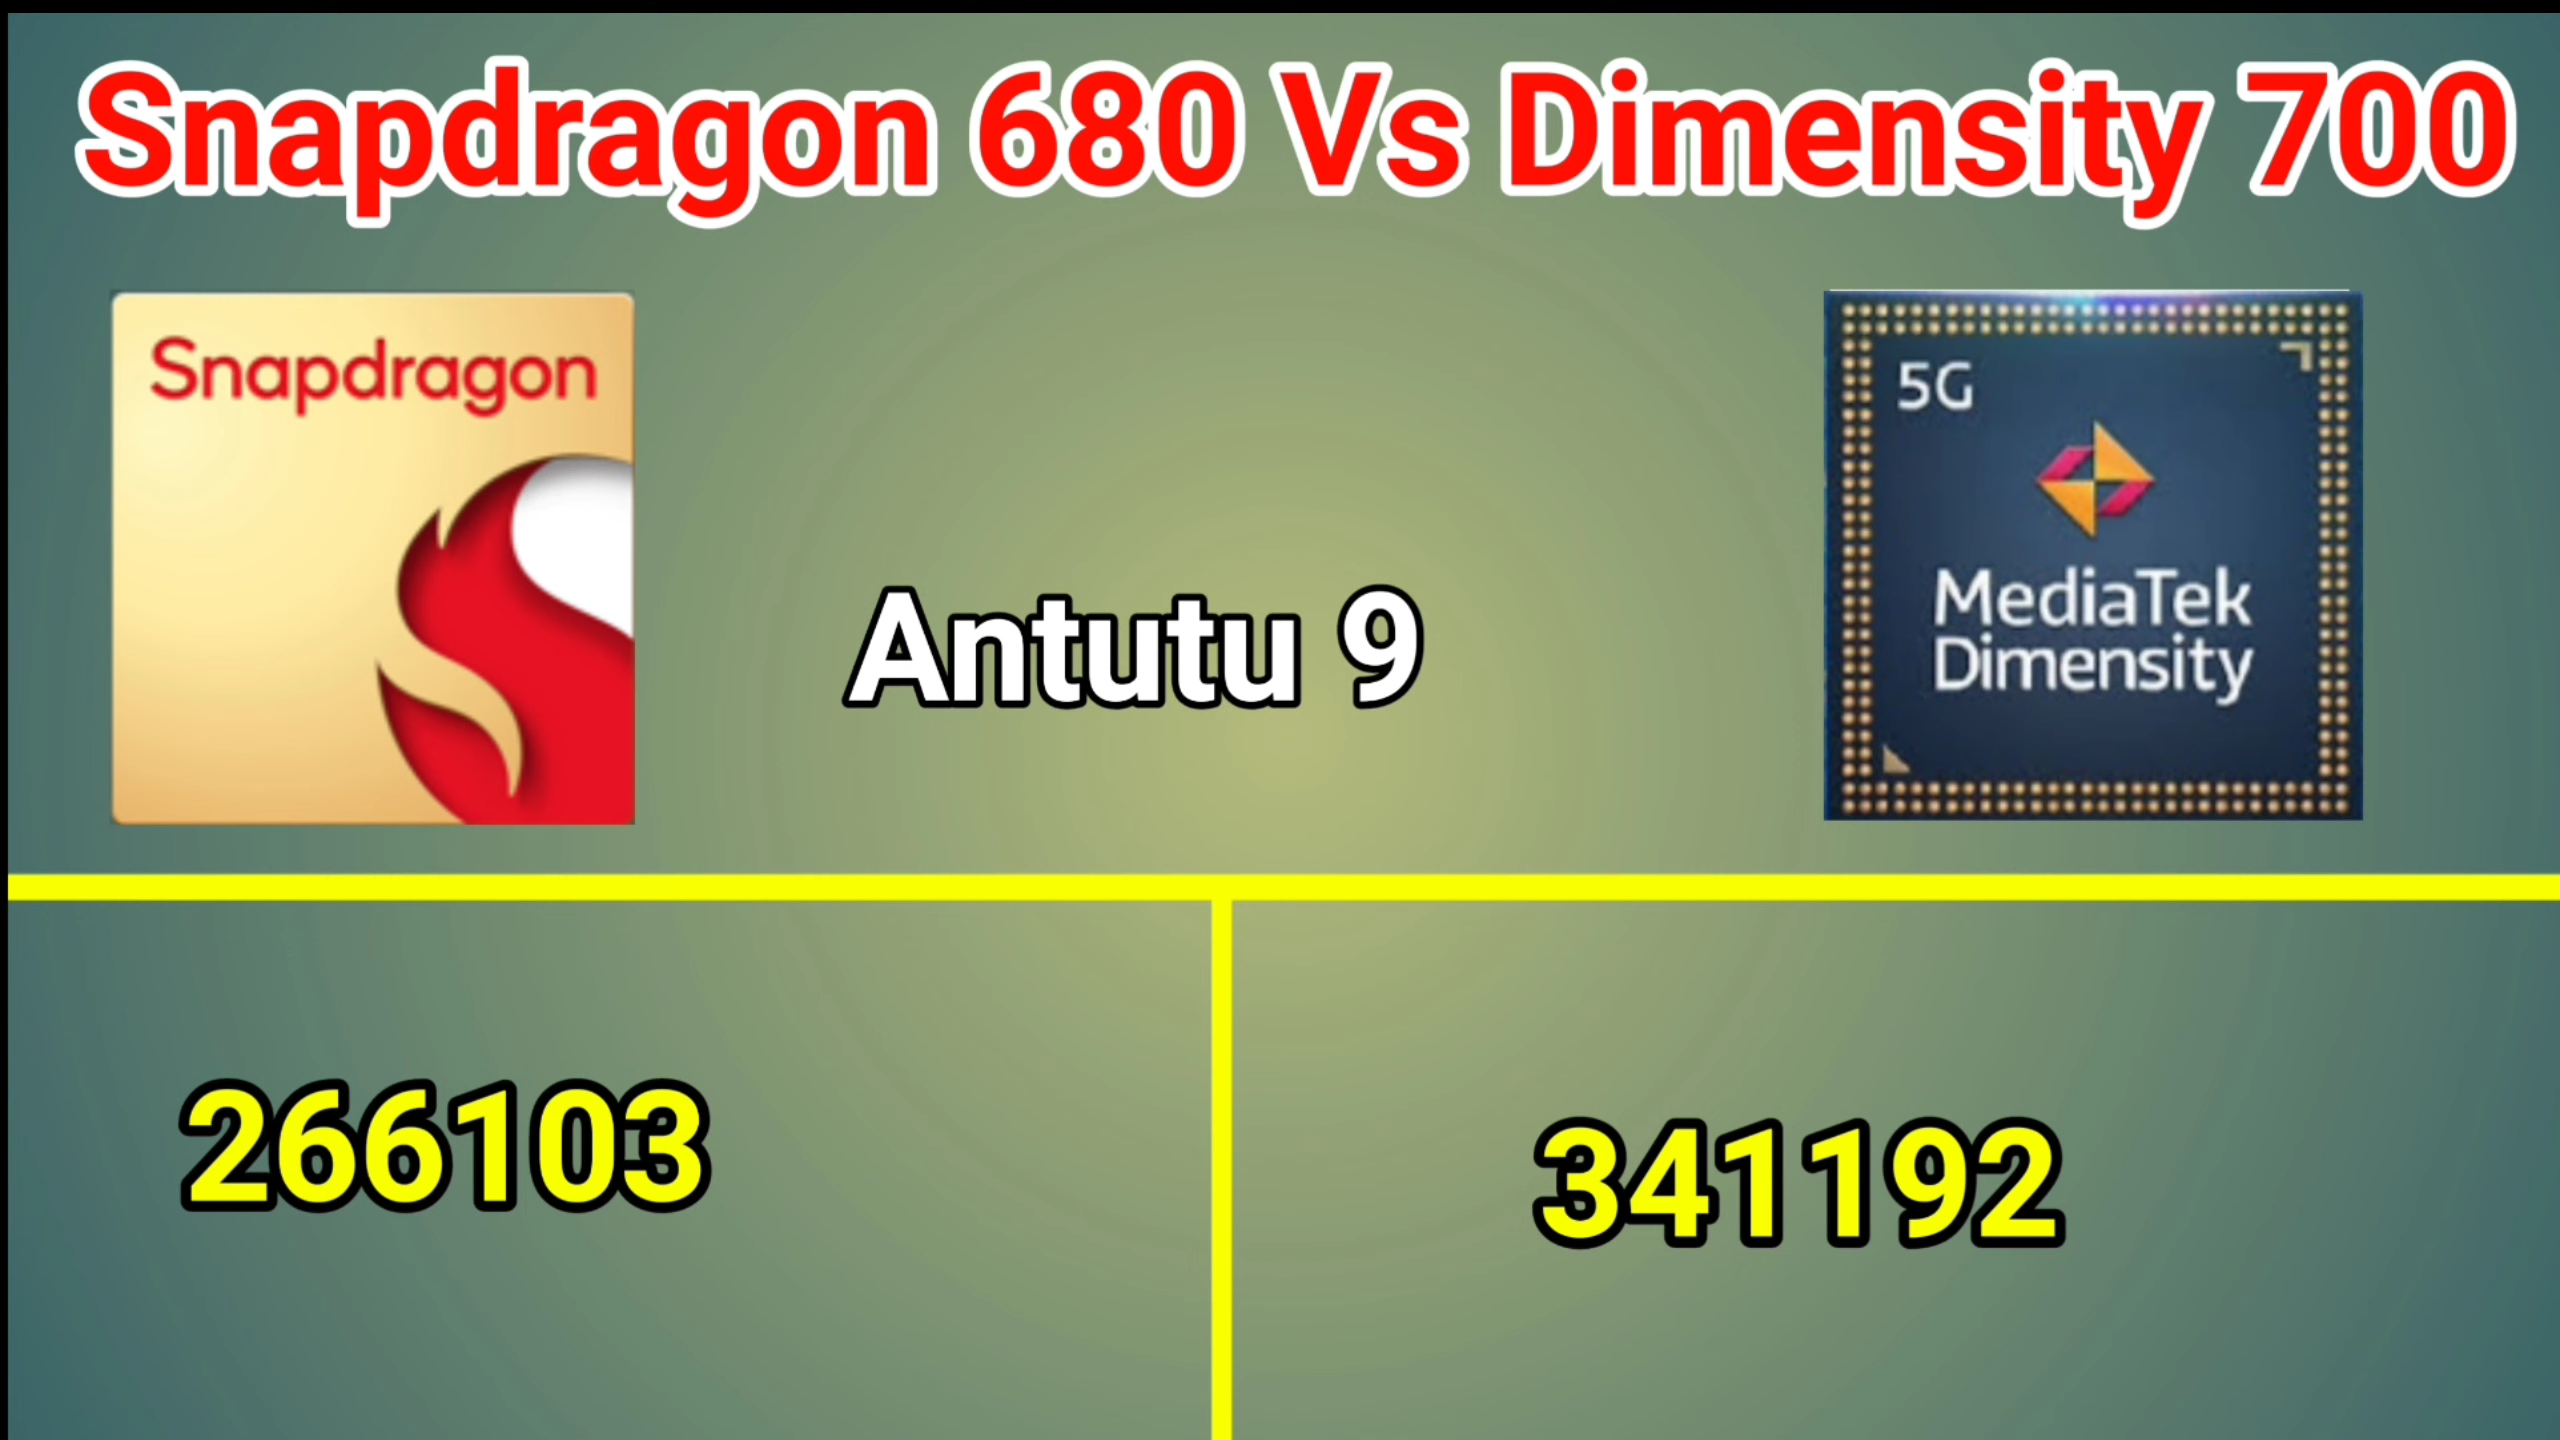 Snapdragon 680 Vs Dimensity 700
Snapdragon
5G
MediaTek
Dimensity
Antutu 9
266103
341192